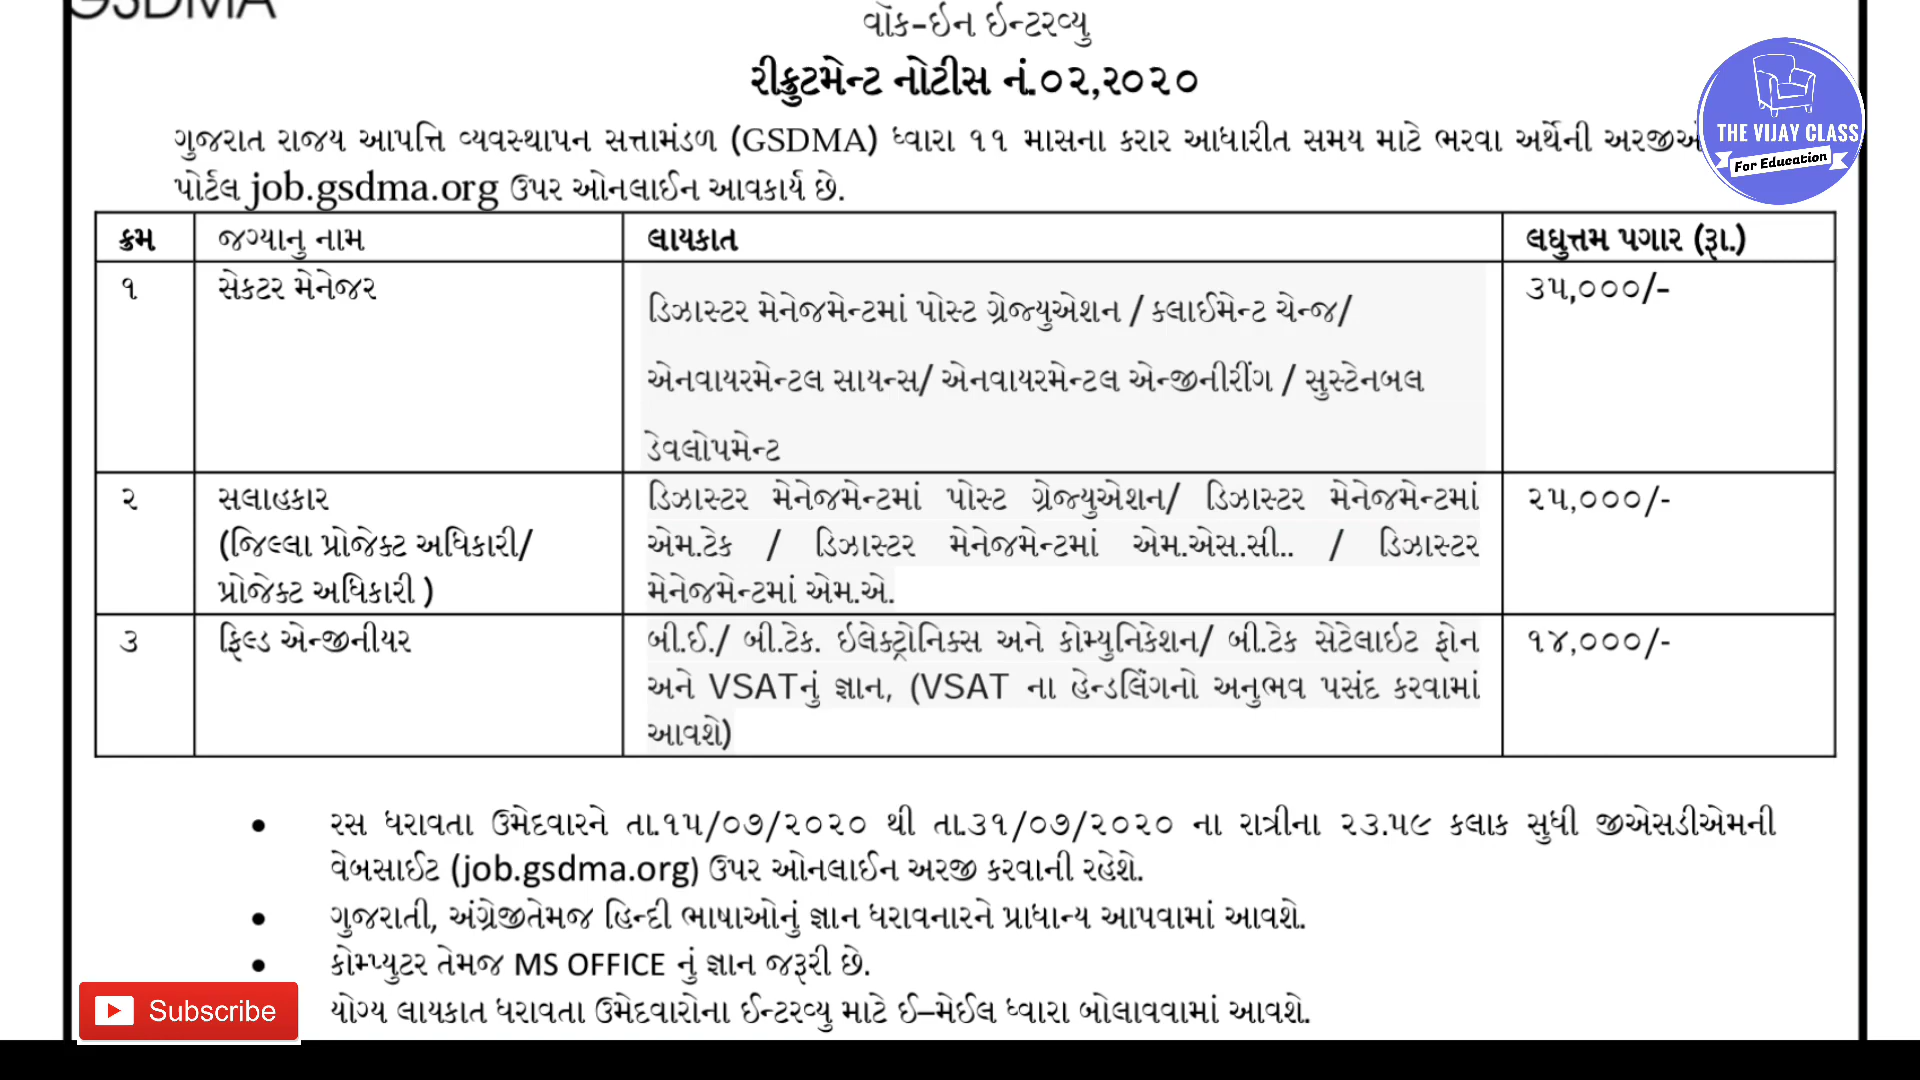 GSDMA
વૉક-ઇન ઇન્ટરવ્યુ
રીક્રુટમેન્ટ નોટીસ નં.૦૨,૨૦૨૦
ગુજરાત રાજય આપત્તિ વ્યવસ્થાપન સત્તામંડળ (GSDMA) ધ્વારા ૧૧ માસના કરાર આધારીત સમય માટે ભરવા અર્થેની
પોર્ટલ job.gsdma.org ઉપર ઓનલાઈન આવકાર્ય છે.
THE VIJAY CLASS
For Education
ક્રમ જગ્યાનુ નામ લાયકાત લઘુત્તમ પગાર (રૂા.)
૧ સેકટર મેનેજર ૩૫,૦૦૦/-
ડિઝાસ્ટર મેનેજમેન્ટમાં પોસ્ટ ગ્રેજ્યુએશન / કલાઈમેન્ટ ચેન્જ/
એનવાયરમેન્ટલ સાયન્સ/ એનવાયરમેન્ટલ એન્જીનીરીંગ / સુસ્ટેનબલ
ડેવલોપમેન્ટ
૨ સલાહકાર ડિઝાસ્ટર મેનેજમેન્ટમાં પોસ્ટ ગ્રેજ્યુએશન/ ડિઝાસ્ટર મેનેજમેન્ટમાં ૨૫,૦૦૦/-
(જિલ્લા પ્રોજેક્ટ અધિકારી/ એમ.ટેક / ડિઝાસ્ટર મેનેજમેન્ટમાં એમ.એસ.સી.. / ડિઝાસ્ટર
પ્રોજેક્ટ અધિકારી ) મેનેજમેન્ટમાં એમ.એ.
૩ ફિલ્ડ એન્જીનીયર બી.ઈ./ બી.ટેક. ઇલેક્ટ્રોનિક્સ અને કોમ્યુનિકેશન/ બી.ટેક સેટેલાઇટ ફોન ૧૪,૦૦૦/-
અને VSATનું જ્ઞાન, (VSAT ના હેન્ડલિંગનો અનુભવ પસંદ કરવામાં
આવશે)
• રસ ધરાવતા ઉમેદવારને તા.૧૫/૦૭/૨૦૨૦ થી તા.૩૧/૦૭/૨૦૨૦ ના રાત્રીના ૨૩.૫૯ કલાક સુધી જીએસડીએમની
વેબસાઈટ (job.gsdma.org) ઉપર ઓનલાઈન અરજી કરવાની રહેશે.
• ગુજરાતી, અંગ્રેજીતેમજ હિન્દી ભાષાઓનું જ્ઞાન ધરાવનારને પ્રાધાન્ય આપવામાં આવશે.
• કોમ્પ્યુટર તેમજ MS OFFICE નું જ્ઞાન જરૂરી છે.
યોગ્ય લાયકાત ધરાવતા ઉમેદવારોના ઈન્ટરવ્યુ માટે ઈ–મેઈલ ધ્વારા બોલાવવામાં આવશે.
Subscribe